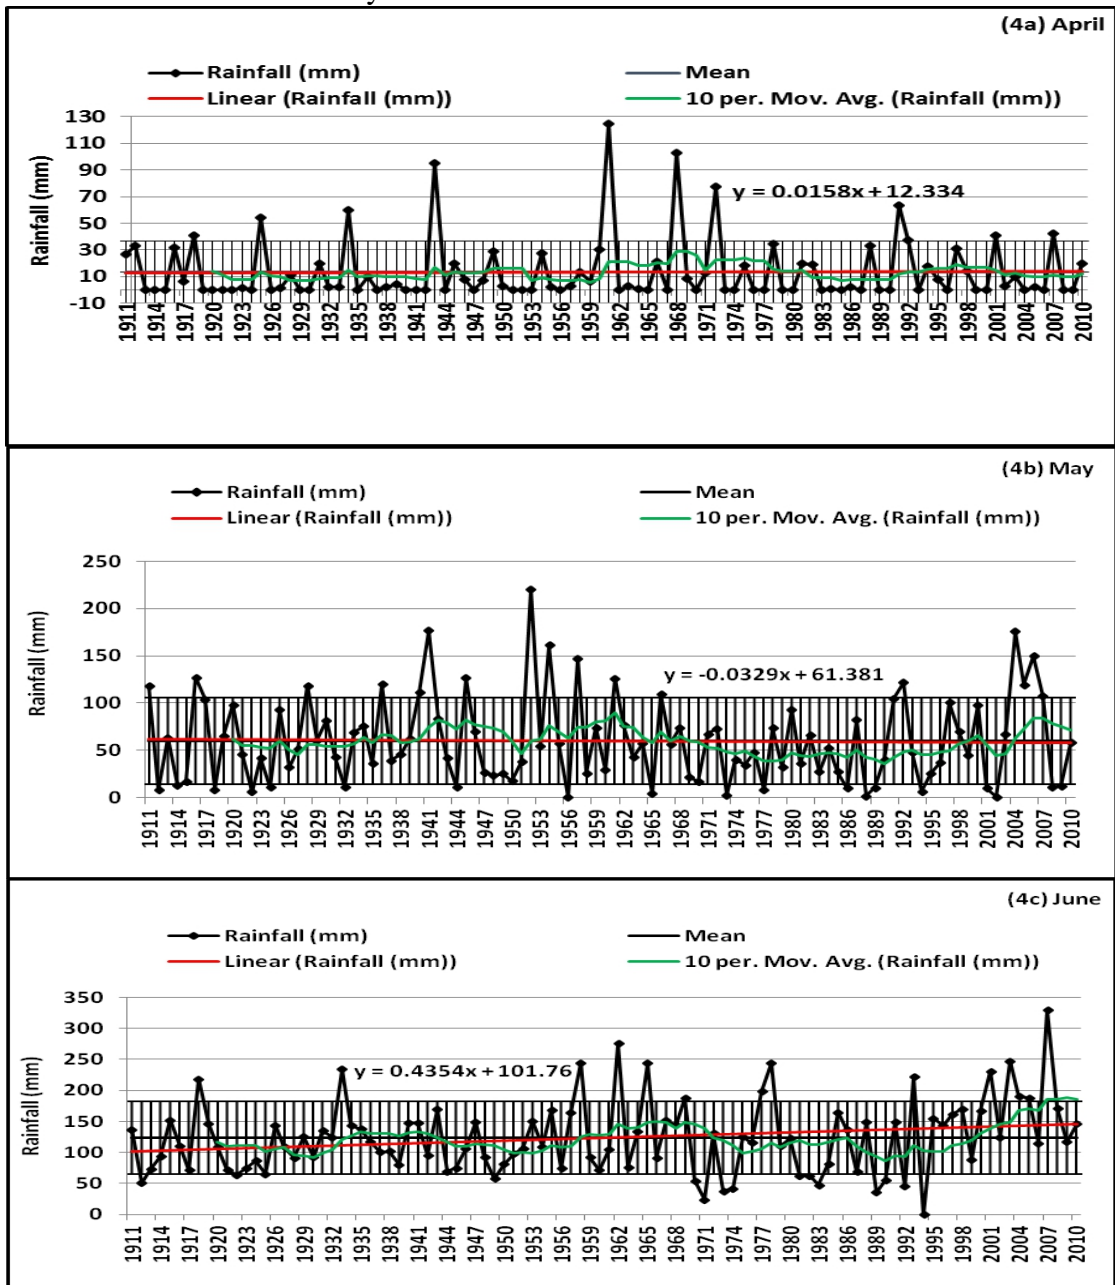 y
(4a) April
Rainfall (mm)
Mean
Linear (Rainfall (mm))
10 per. Mov. Avg. (Rainfall (mm))
Rainfall (mm)
130
110
90
70
50
30
10
-10
y = 0.0158x + 12.334
1911 1914 1917 1920 1923 1926 1929 1932 1935 1938 1941 1944 1947 1950 1953 1956 1959 1962 1965 1968 1971 1974 1977 1980 1983 1986 1989 1992 1995 1998 2001 2004 2007 2010
(4b) May
Rainfall (mm)
Mean
Linear (Rainfall (mm))
10 per. Mov. Avg. (Rainfall (mm))
Rainfall (mm)
250
200
150
100
50
0
y = -0.0329x + 61.381
1911 1914 1917 1920 1923 1926 1929 1932 1935 1938 1941 1944 1947 1950 1953 1956 1959 1962 1965 1968 1971 1974 1977 1980 1983 1986 1989 1992 1995 1998 2001 2004 2007 2010
(4c) June
Rainfall (mm)
Mean
Linear (Rainfall (mm))
10 per. Mov. Avg. (Rainfall (mm))
Rainfall (mm)
350
300
250
200
150
100
50
0
y = 0.4354x + 101.76
1911 1914 1917 1920 1923 1926 1929 1932 1935 1938 1941 1944 1947 1950 1953 1956 1959 1962 1965 1968 1971 1974 1977 1980 1983 1986 1989 1992 1995 1998 2001 2004 2007 2010